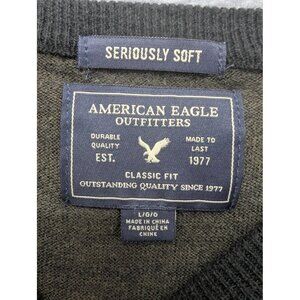 SERIOUSLY SOFT
AMERICAN EAGLE
OUTFITTERS
DURABLE
QUALITY
MADE TO
LAST
EST.
1977
CLASSIC FIT
OUTSTANDING QUALITY SINCE 1977
L/G/G
MADE IN CHINA
FABRIQUÉ EN
CHINE